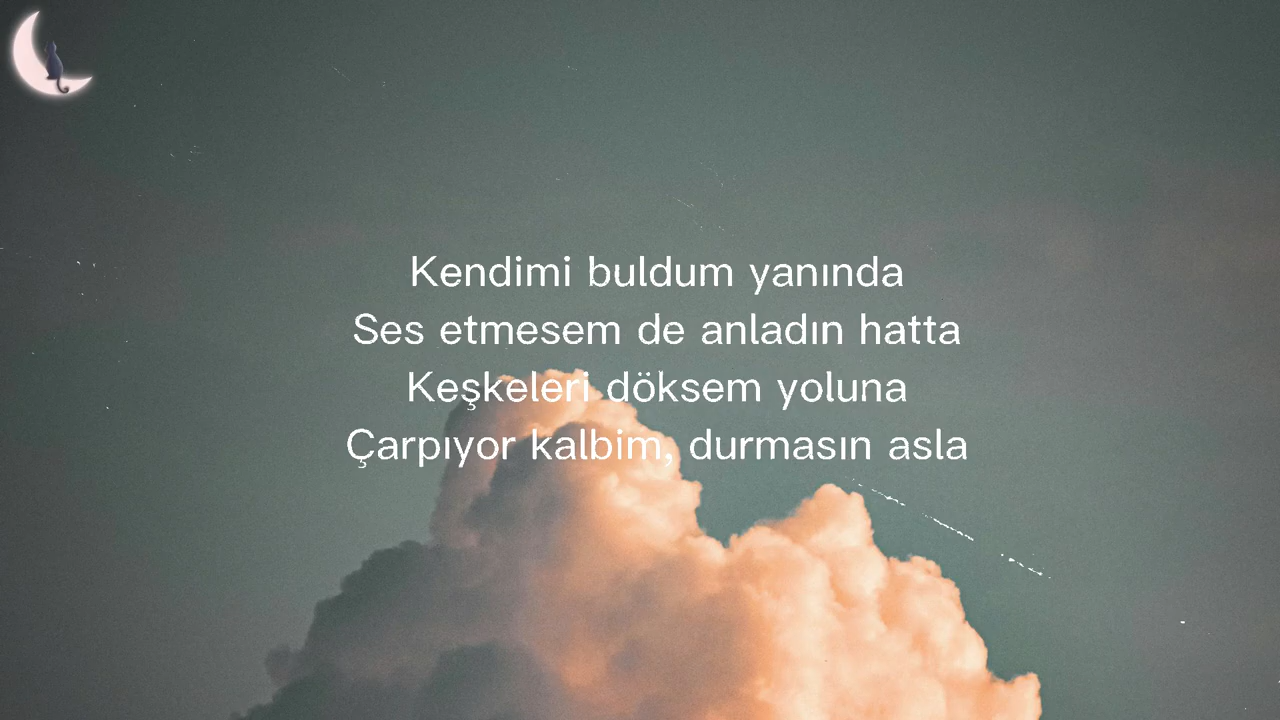 Kendimi buldum yanında
Ses etmesem de anladın hatta
Keşkeleri döksem yoluna
Çarpıyor kalbim, durmasın asla